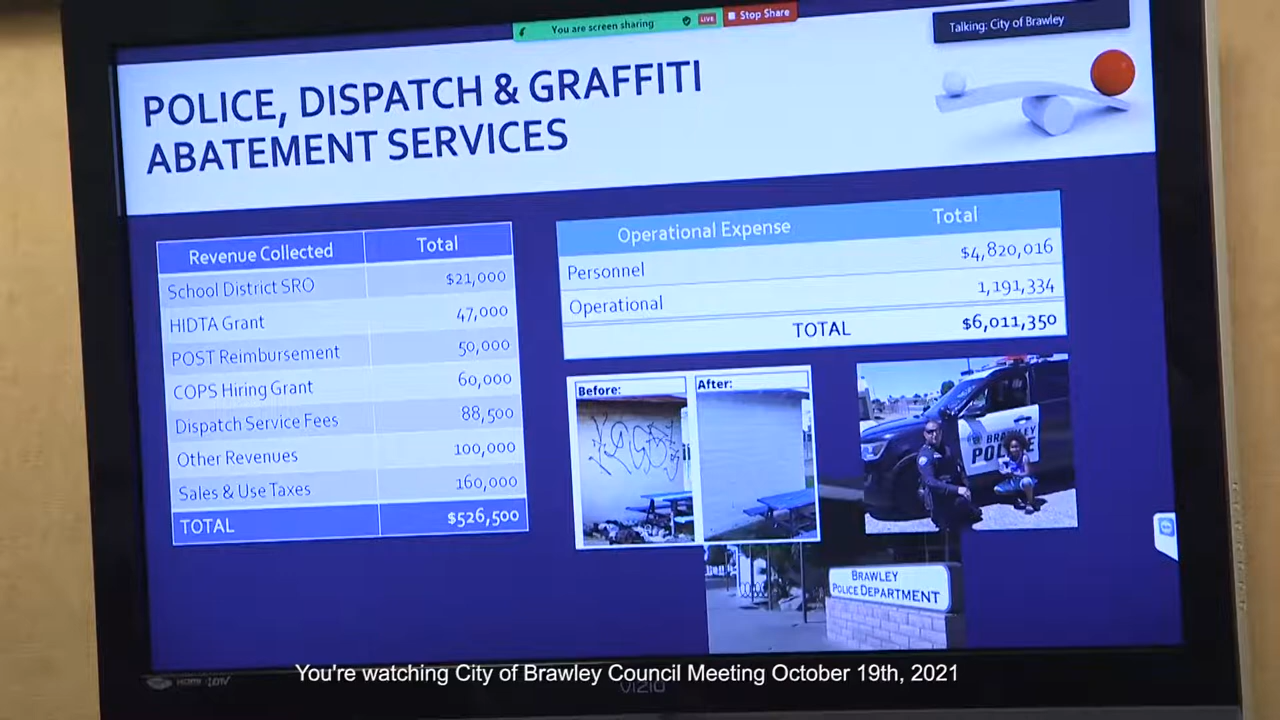 You are screen sharing
LIVE
Stop Share
Talking: City of Brawley
POLICE, DISPATCH & GRAFFITI
ABATEMENT SERVICES
Revenue Collected Total
School District SRO $21,000
HIDTA Grant 47,000
POST Reimbursement 50,000
COPS Hiring Grant 60,000
Dispatch Service Fees 88,500
Other Revenues 100,000
Sales & Use Taxes 160,000
TOTAL $526,500
Operational Expense Total
Personnel $4,820,016
Operational 1,191,334
TOTAL $6,011,350
Before: After:
BRAWLEY
POLICE
BRAWLEY
POLICE DEPARTMENT
You're watching City of Brawley Council Meeting October 19th, 2021
HDMI
VIZIO